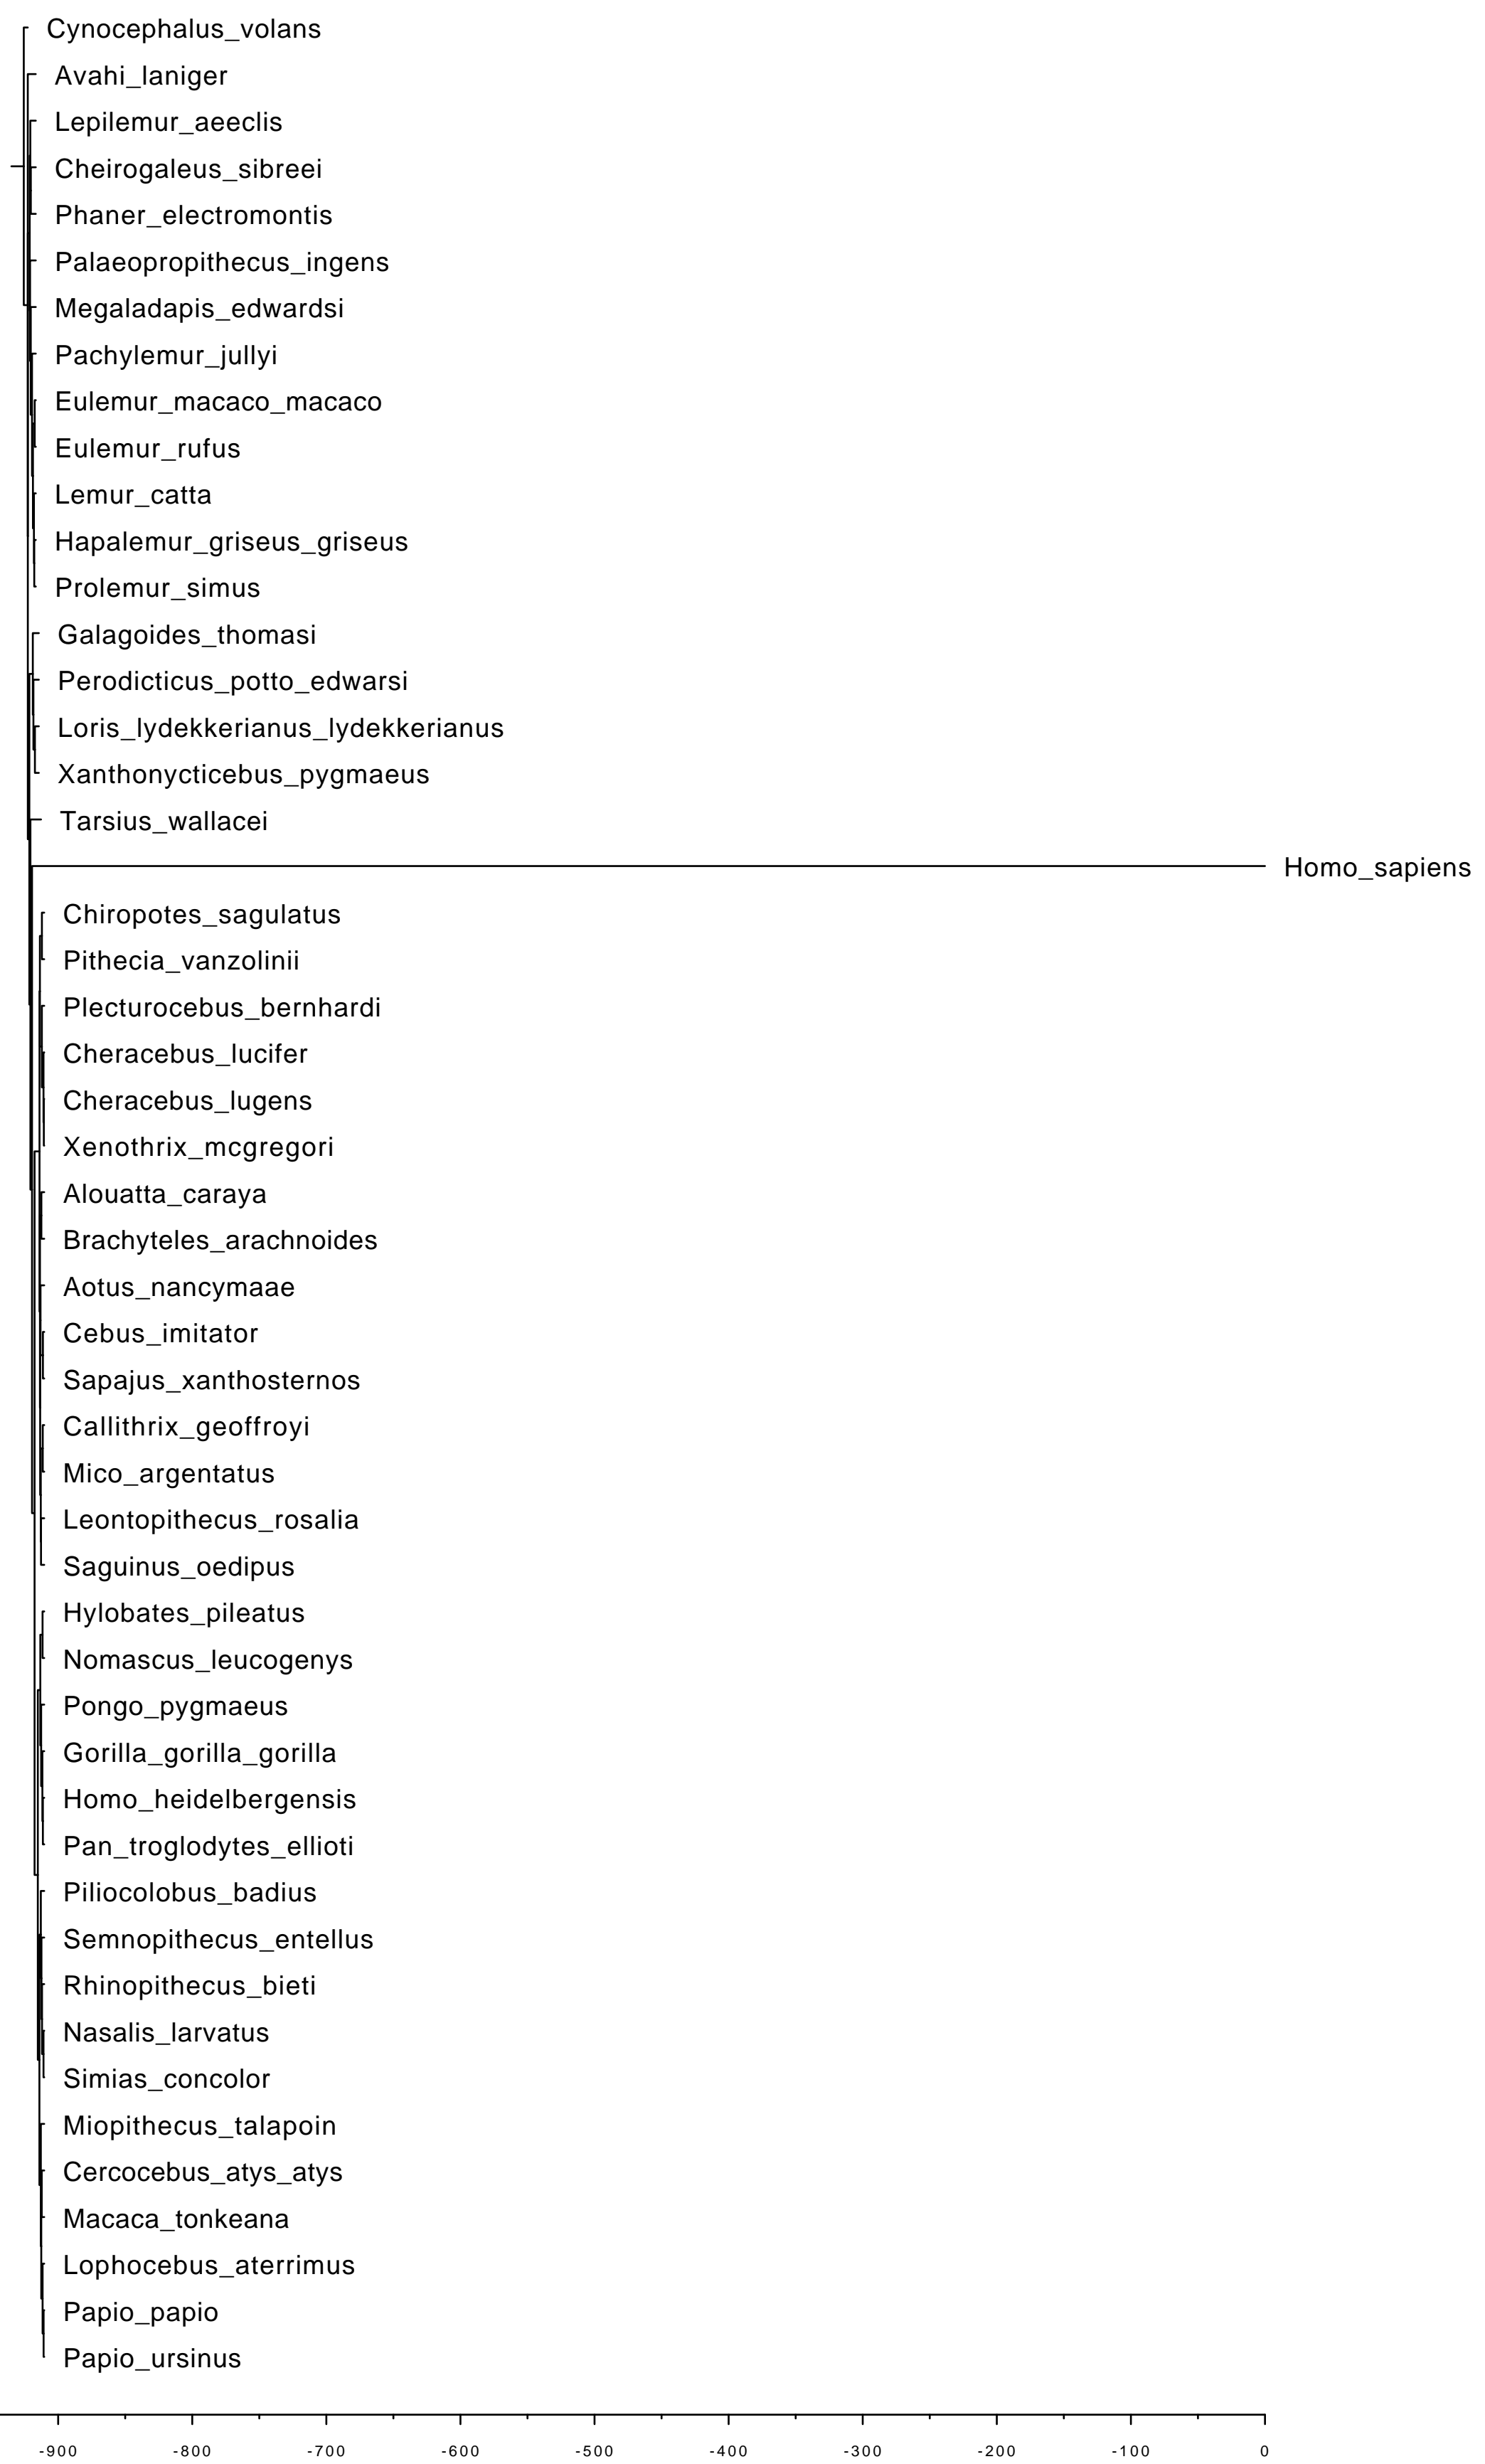 Cynocephalus_volans
Avahi_laniger
Lepilemur_aeeclis
Cheirogaleus_sibreei
Phaner_electromontis
Palaeopropithecus_ingens
Megaladapis_edwardsi
Pachylemur_jullyi
Eulemur_macaco_macaco
Eulemur_rufus
Lemur_catta
Hapalemur_griseus_griseus
Prolemur_simus
Galagoides_thomasi
Perodicticus_potto_edwarsi
Loris_lydekkerianus_lydekkerianus
Xanthonycticebus_pygmaeus
Tarsius_wallacei
Homo_sapiens
Chiropotes_sagulatus
Pithecia_vanzolinii
Plecturocebus_bernhardi
Cheracebus_lucifer
Cheracebus_lugens
Xenothrix_mcgregori
Alouatta_caraya
Brachyteles_arachnoides
Aotus_nancymaae
Cebus_imitator
Sapajus_xanthosternos
Callithrix_geoffroyi
Mico_argentatus
Leontopithecus_rosalia
Saguinus_oedipus
Hylobates_pileatus
Nomascus_leucogenys
Pongo_pygmaeus
Gorilla_gorilla_gorilla
Homo_heidelbergensis
Pan_troglodytes_ellioti
Piliocolobus_badius
Semnopithecus_entellus
Rhinopithecus_bieti
Nasalis_larvatus
Simias_concolor
Miopithecus_talapoin
Cercocebus_atys_atys
Macaca_tonkeana
Lophocebus_aterrimus
Papio_papio
Papio_ursinus
-900 -800 -700 -600 -500 -400 -300 -200 -100 0